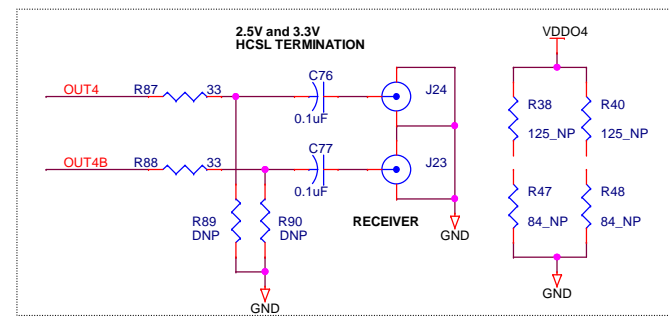 2.5V and 3.3V
HCSL TERMINATION
VDDO4
C76
OUT4
R87
33
J24
0.1uF
R38
R40
125_NP
125_NP
C77
OUT4B
R88
33
J23
0.1uF
R47
R48
R89
DNP
R90
DNP
RECEIVER
84_NP
84_NP
GND
GND
GND